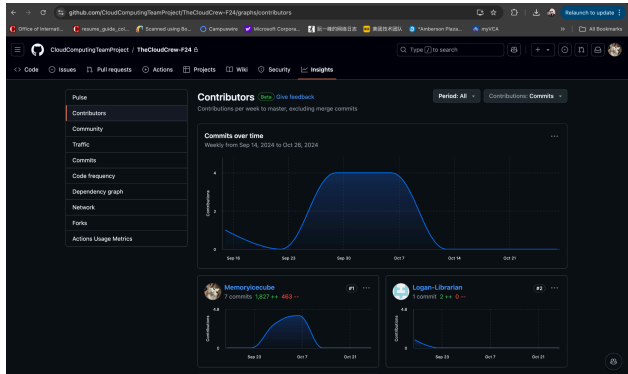 github.com/CloudComputingTeamProject/TheCloudCrew-F24/graphs/contributors
Relaunch to update
Office of Internati...
resume_guide_col...
Scanned using Bo...
Campuswire
Microsoft Corpora...
*Amberson Plaza...
myVCA
All Bookmarks
CloudComputingTeamProject / TheCloudCrew-F24
Type / to search
Code
Issues
Pull requests
Actions
Projects
Wiki
Security
Insights
Pulse
Contributors
Community
Traffic
Commits
Code frequency
Dependency graph
Network
Forks
Actions Usage Metrics
Contributors Beta Give feedback
Contributions per week to master, excluding merge commits
Period: All
Contributions: Commits
Commits over time
Weekly from Sep 14, 2024 to Oct 26, 2024
Contributions
4
2
0
Sep 16 Sep 23 Sep 30 Oct 7 Oct 14 Oct 21
Memoryicecube
#1
7 commits 1,827 ++ 463 --
Contributions
4.8
0
Sep 23 Oct 7 Oct 21
Logan-Librarian
#2
1 commit 2 ++ 0 --
Contributions
4.8
0
Sep 23 Oct 7 Oct 21